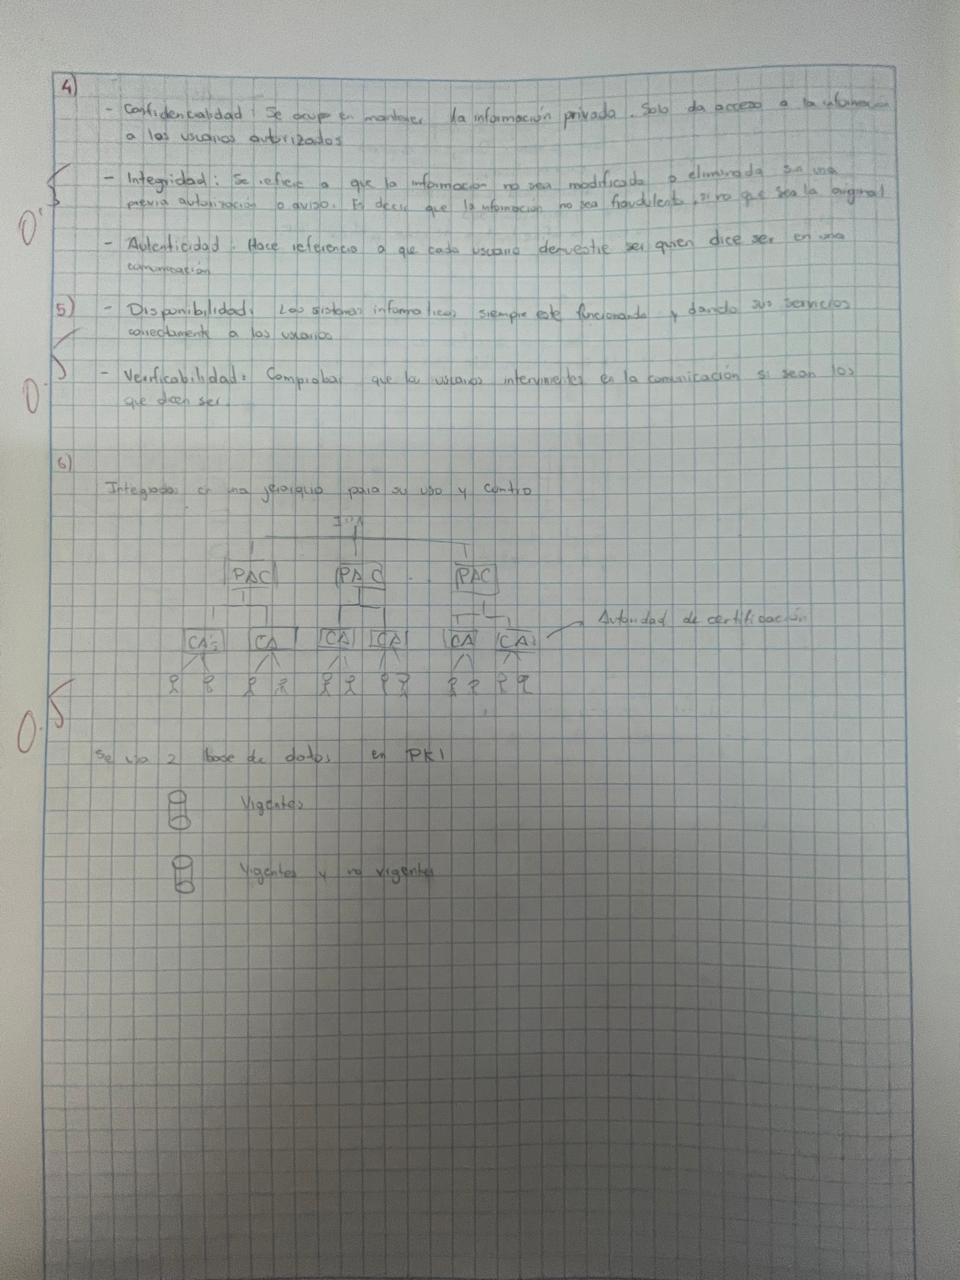 4)
- Confidencialidad: Se ocupa en mantener la información privada. Solo da acceso a la información
a los usuarios autorizados
- Integridad: Se refiere a que la información no sea modificada o eliminada sin una
previa autorización o aviso. Es decir que la información no sea fraudulenta, sino que sea la original
0.5
- Autenticidad: Hace referencia a que cada usuario demuestre ser quien dice ser en una
comunicación
5) - Disponibilidad: Los sistemas informaticos siempre esté funcionando y dando sus servicios
correctamente a los usuarios
- Verificabilidad: Comprobar que los usuarios intervinientes en la comunicación si sean los
que dicen ser.
0.5
6)
Integrados en una jerarquia para su uso y control
PAC PAC PAC
CA CA CA CA CA CA Autoridad de certificación
0.5
Se usa 2 base de datos en PKI
Vigentes
Vigentes y no vigentes